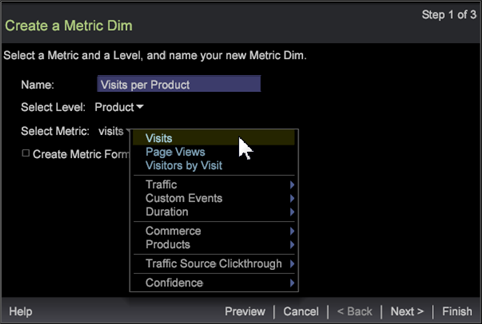 Step 1 of 3
Create a Metric Dim
Select a Metric and a Level, and name your new Metric Dim.
Name: Visits per Product
Select Level: Product
Select Metric: visits
Create Metric Form
Visits
Page Views
Visitors by Visit
Traffic
Custom Events
Duration
Commerce
Products
Traffic Source Clickthrough
Confidence
Help Preview Cancel < Back Next > Finish